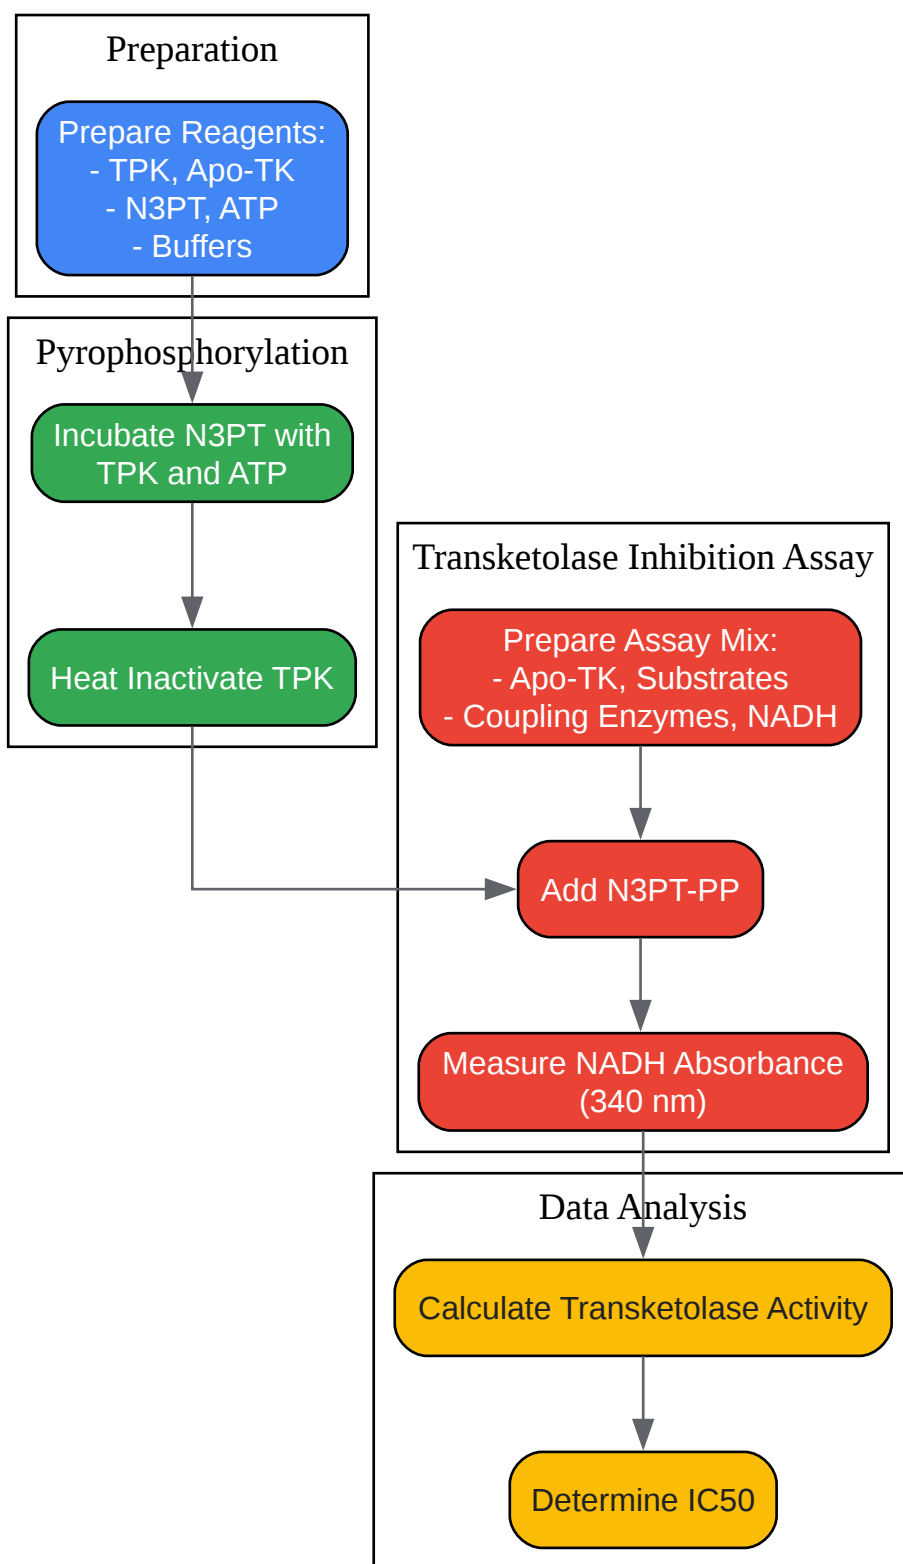 Preparation
Prepare Reagents:
- TPK, Apo-TK
- N3PT, ATP
- Buffers
Pyrophosphorylation
Incubate N3PT with
TPK and ATP
Heat Inactivate TPK
Transketolase Inhibition Assay
Prepare Assay Mix:
- Apo-TK, Substrates
- Coupling Enzymes, NADH
Add N3PT-PP
Measure NADH Absorbance
(340 nm)
Data Analysis
Calculate Transketolase Activity
Determine IC50